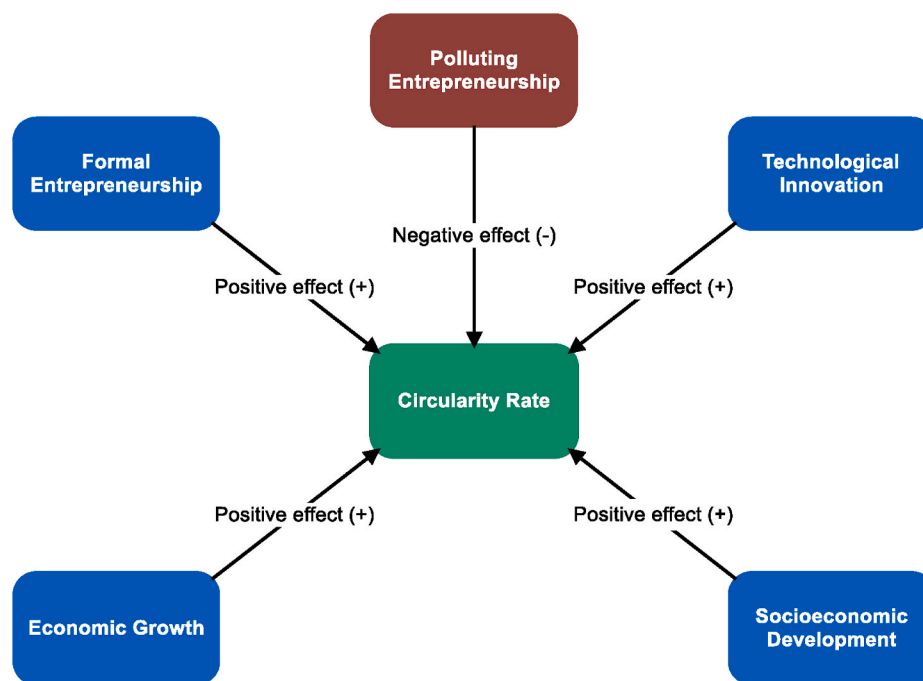 Polluting
Entrepreneurship
Formal
Entrepreneurship
Technological
Innovation
Negative effect (-)
Positive effect (+)
Positive effect (+)
Circularity Rate
Positive effect (+)
Positive effect (+)
Economic Growth
Socioeconomic
Development